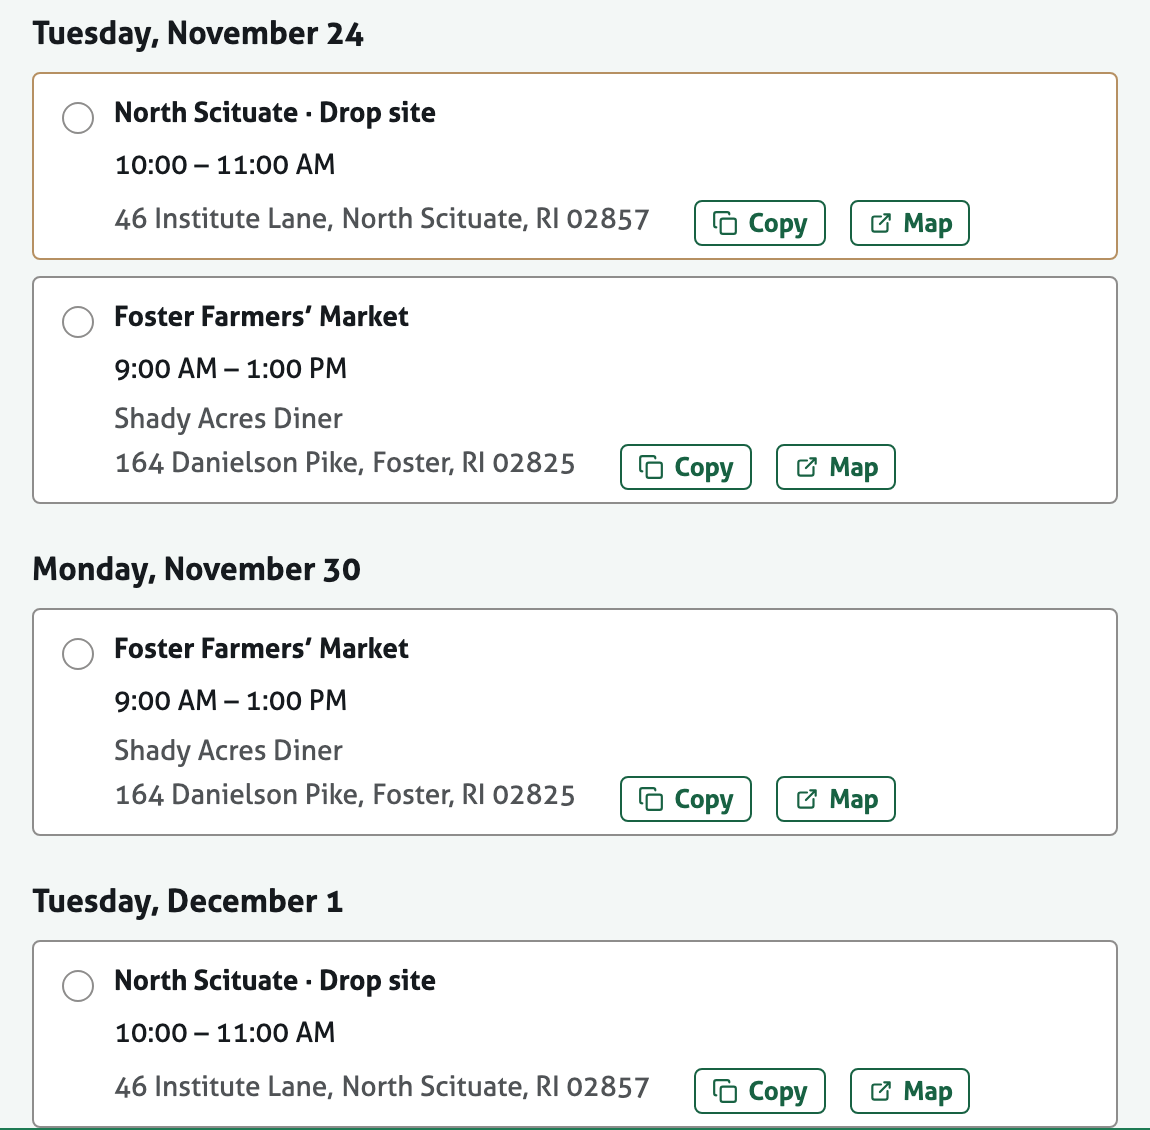 Tuesday, November 24
North Scituate · Drop site
10:00 – 11:00 AM
46 Institute Lane, North Scituate, RI 02857 Copy Map
Foster Farmers’ Market
9:00 AM – 1:00 PM
Shady Acres Diner
164 Danielson Pike, Foster, RI 02825 Copy Map
Monday, November 30
Foster Farmers’ Market
9:00 AM – 1:00 PM
Shady Acres Diner
164 Danielson Pike, Foster, RI 02825 Copy Map
Tuesday, December 1
North Scituate · Drop site
10:00 – 11:00 AM
46 Institute Lane, North Scituate, RI 02857 Copy Map